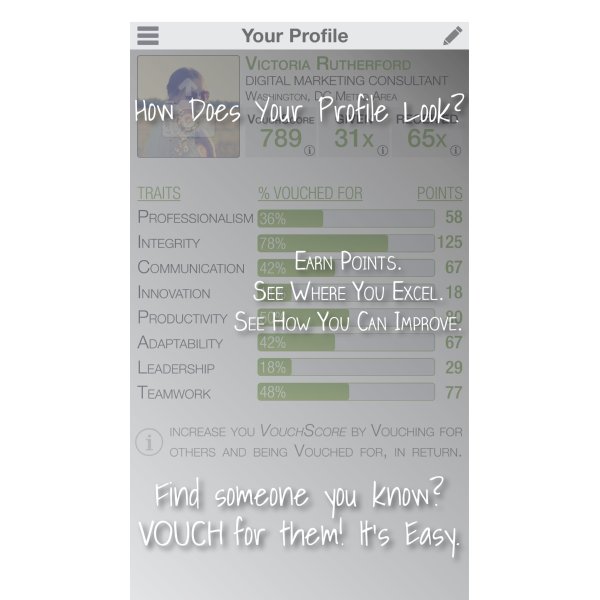 Your Profile
Victoria Rutherford
DIGITAL MARKETING CONSULTANT
Washington, DC Metro Area
How Does Your Profile Look?
789 31x 65x
TRAITS % VOUCHED FOR POINTS
Professionalism 36% 58
Integrity 78% 125
Communication 42% 67
Earn Points.
Innovation 18
See Where You Excel.
Productivity 80
See How You Can Improve.
Adaptability 42% 67
Leadership 18% 29
Teamwork 48% 77
INCREASE YOU VOUCHSCORE BY VOUCHING FOR
OTHERS AND BEING VOUCHED FOR, IN RETURN.
Find someone you know?
VOUCH for them! It's Easy.